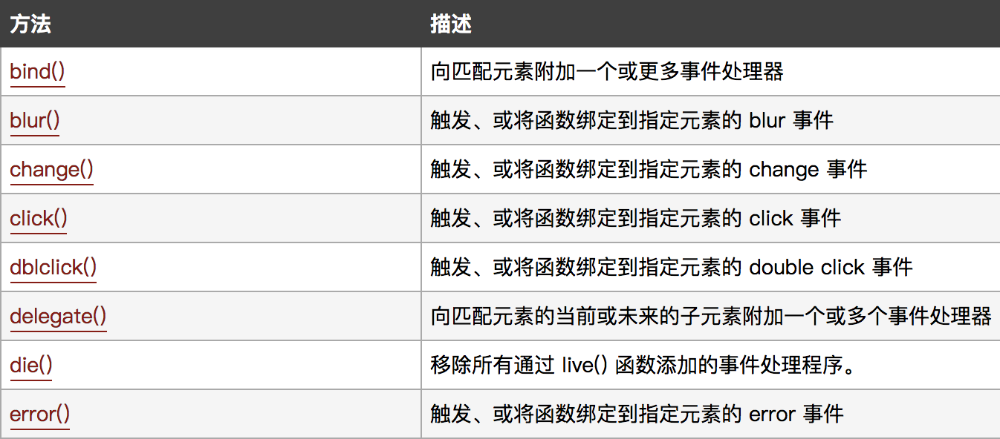 方法 描述
bind() 向匹配元素附加一个或更多事件处理器
blur() 触发、或将函数绑定到指定元素的 blur 事件
change() 触发、或将函数绑定到指定元素的 change 事件
click() 触发、或将函数绑定到指定元素的 click 事件
dblclick() 触发、或将函数绑定到指定元素的 double click 事件
delegate() 向匹配元素的当前或未来的子元素附加一个或多个事件处理器
die() 移除所有通过 live() 函数添加的事件处理程序。
error() 触发、或将函数绑定到指定元素的 error 事件